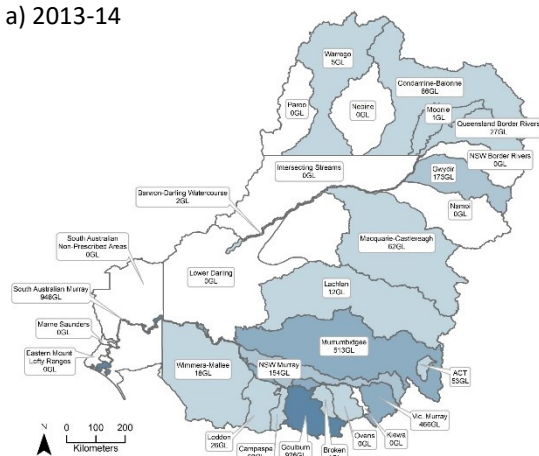 a) 2013-14
Warrego
5GL
Condamine-Balonne
86GL
Paroo
0GL
Nebine
0GL
Moonie
1GL
Queensland Border Rivers
27GL
NSW Border Rivers
0GL
Intersecting Streams
0GL
Gwydir
175GL
Barwon-Darling Watercourse
2GL
Namoi
0GL
South Australian
Non-Prescribed Areas
0GL
Macquarie-Castlereagh
62GL
Lower Darling
0GL
South Australian Murray
948GL
Lachlan
12GL
Marne Saunders
0GL
Murrumbidgee
513GL
Eastern Mount
Lofty Ranges
0GL
Wimmera-Mallee
18GL
NSW Murray
154GL
ACT
Vic. Murray
466GL
N
0 100 200
Kilometers
Loddon
26GL
Campaspe
Goulburn
Broken
Ovens
0GL
Kiewa
0GL